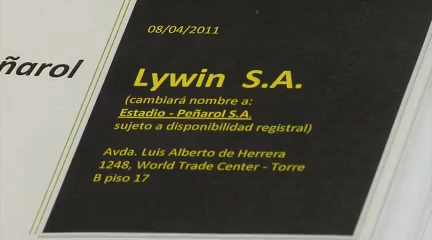 08/04/2011
ñarol
Lywin S.A.
(cambiará nombre a:
Estadio - Peñarol S.A.
sujeto a disponibilidad registral)
Avda. Luis Alberto de Herrera
1248, World Trade Center - Torre
B piso 17